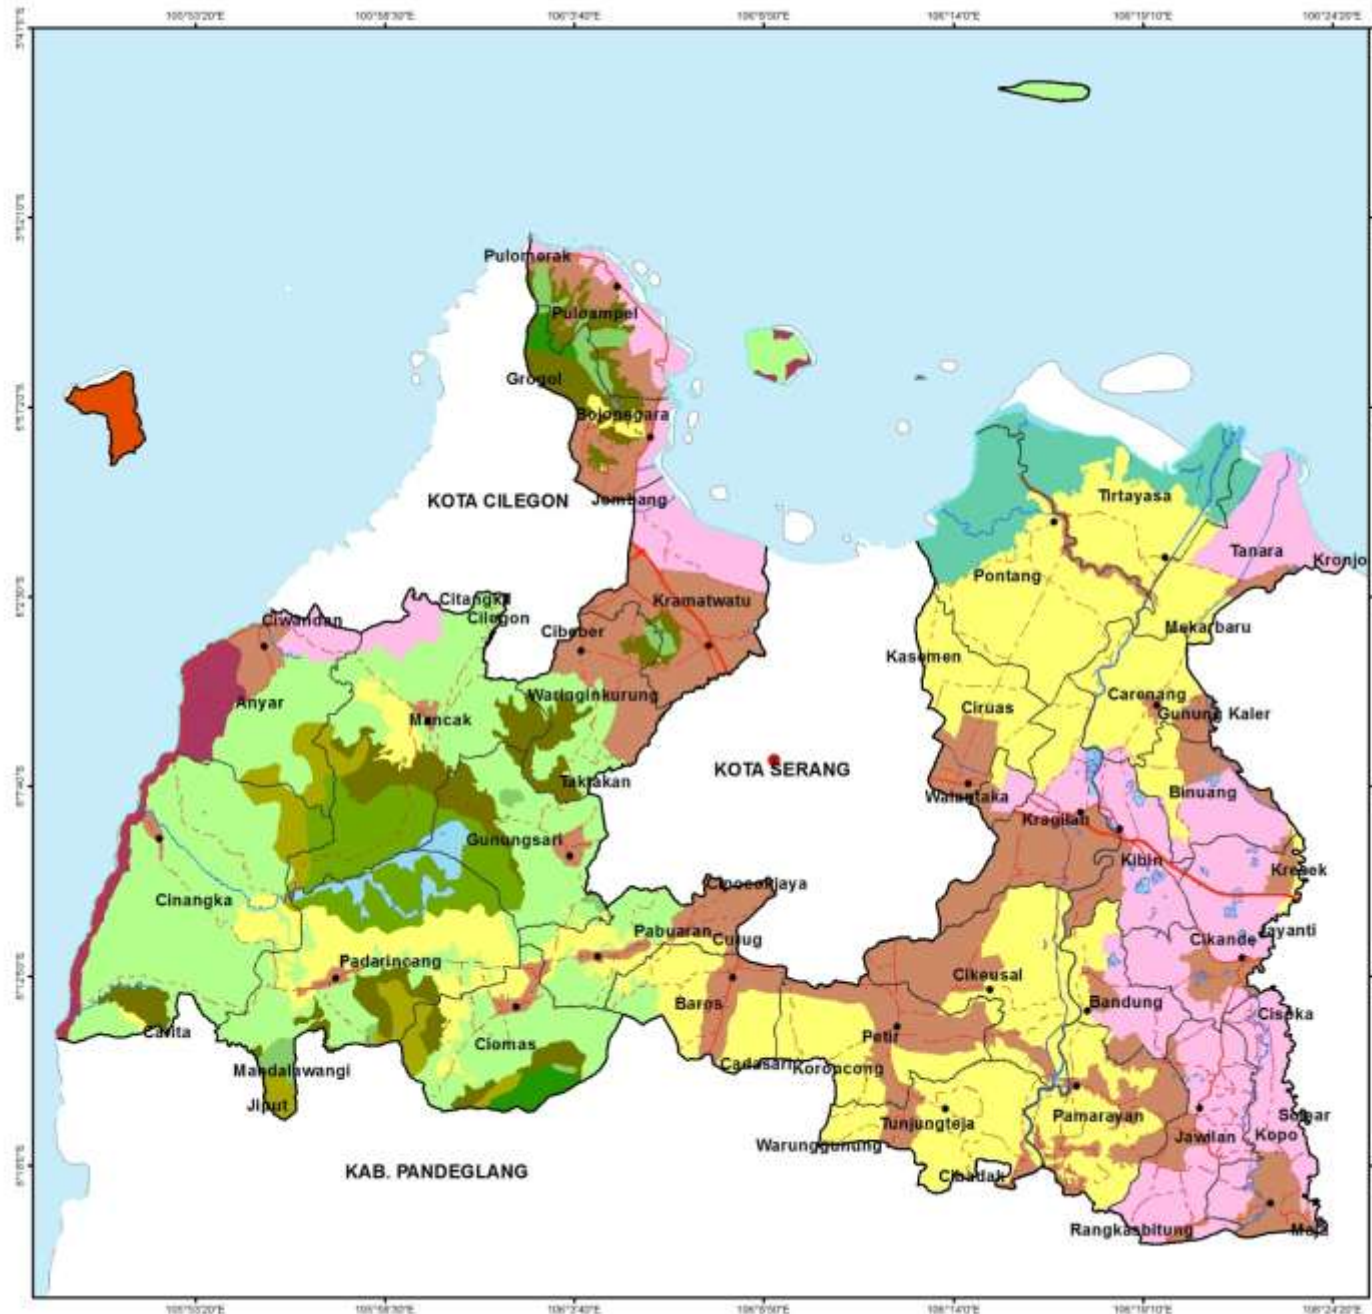 Pulomerak
Puloampel
Grogol
Bojonegara
KOTA CILEGON
Jombang
Tirtayasa
Tanara
Kronjo
Pontang
Citangkil
Cilegon
Kramatwatu
Ciwandan
Cibeber
Mekarbaru
Kasemen
Waringinkurung
Carenang
Anyar
Mancak
Ciruas
Gunung Kaler
KOTA SERANG
Taktakan
Walantaka
Binuang
Kragilan
Gunungsari
Kibin
Kresek
Cipocokjaya
Cinangka
Pabuaran
Curug
Cikande
Jayanti
Padarincang
Cikeusal
Baros
Bandung
Cisoka
Carita
Ciomas
Petir
Mandalawangi
Cadasari
Koroncong
Jiput
Pamarayan
Solear
Tunjungteja
Jawilan
Kopo
Warunggunung
KAB. PANDEGLANG
Cibadak
Rangkasbitung
Maja